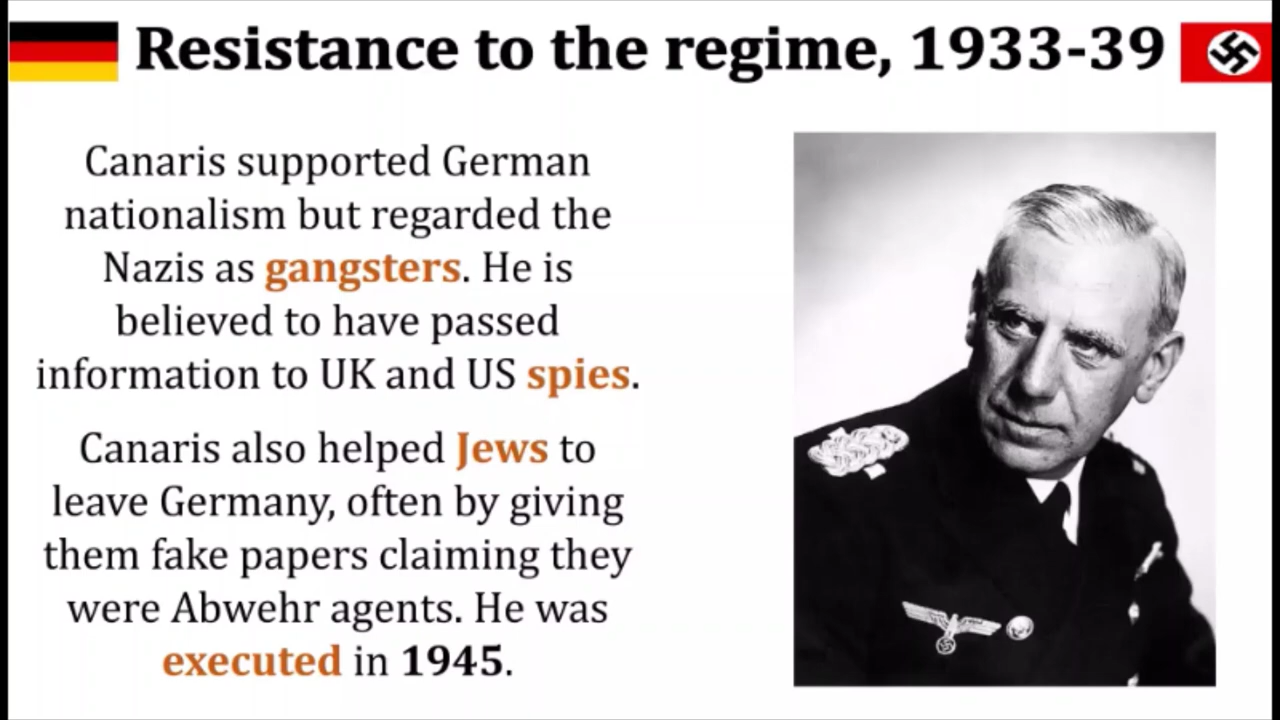 Resistance to the regime, 1933-39
Canaris supported German
nationalism but regarded the
Nazis as gangsters. He is
believed to have passed
information to UK and US spies.
Canaris also helped Jews to
leave Germany, often by giving
them fake papers claiming they
were Abwehr agents. He was
executed in 1945.